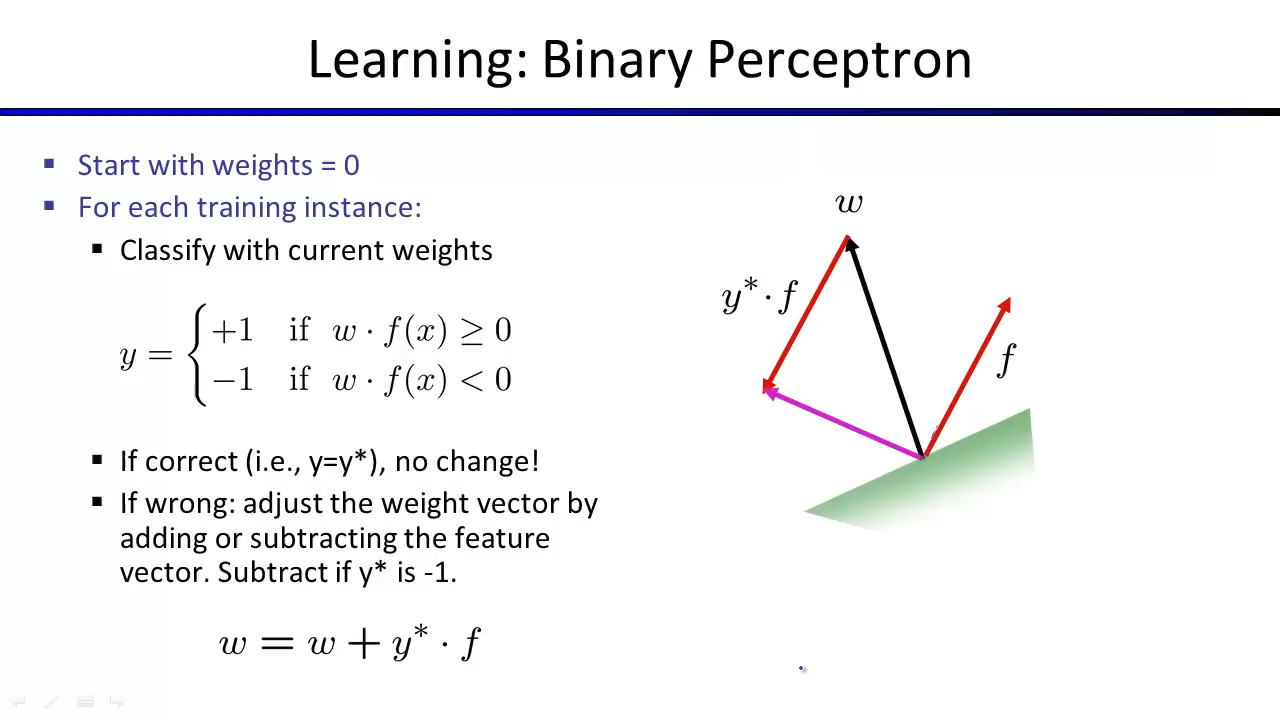 Learning: Binary Perceptron
▪ Start with weights = 0
▪ For each training instance:
▪ Classify with current weights
y = { +1 if w · f(x) ≥ 0
−1 if w · f(x) < 0
▪ If correct (i.e., y=y*), no change!
▪ If wrong: adjust the weight vector by
adding or subtracting the feature
vector. Subtract if y* is -1.
w = w + y* · f
w
y* · f
f